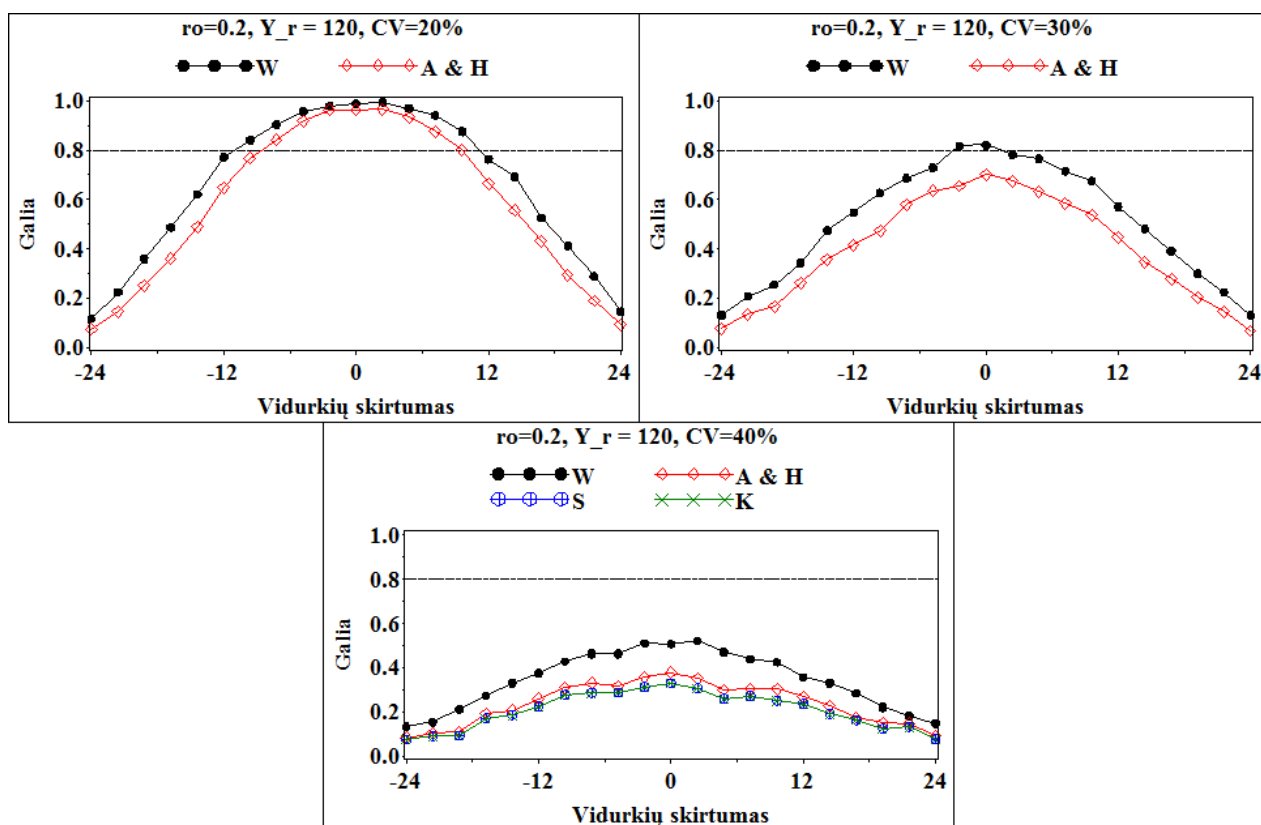 ro=0.2, Y_r = 120, CV=20%
W A & H
1.0
0.8
0.6
0.4
0.2
0.0
Galia
-24 -12 0 12 24
Vidurkių skirtumas
ro=0.2, Y_r = 120, CV=30%
W A & H
1.0
0.8
0.6
0.4
0.2
0.0
Galia
-24 -12 0 12 24
Vidurkių skirtumas
ro=0.2, Y_r = 120, CV=40%
W A & H
S K
1.0
0.8
0.6
0.4
0.2
0.0
Galia
-24 -12 0 12 24
Vidurkių skirtumas